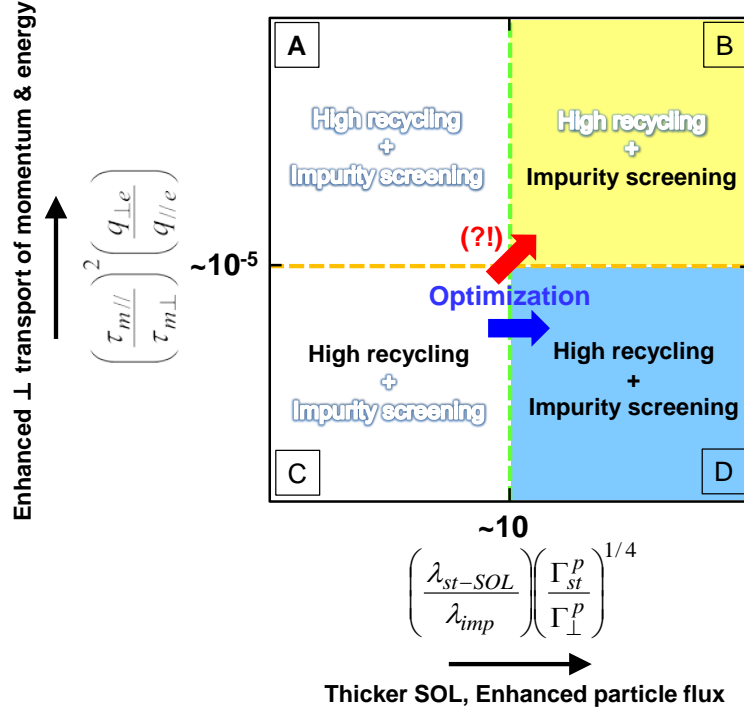 Enhanced ⊥ transport of momentum & energy
(τm// / τm⊥)² (q⊥e / q//e)
~10⁻⁵
A
High recycling
+
Impurity screening
B
High recycling
+
Impurity screening
(?!)
Optimization
C
High recycling
+
Impurity screening
D
High recycling
+
Impurity screening
~10
(λst−SOL / λimp)(Γᵖst / Γᵖ⊥)^1/4
Thicker SOL, Enhanced particle flux